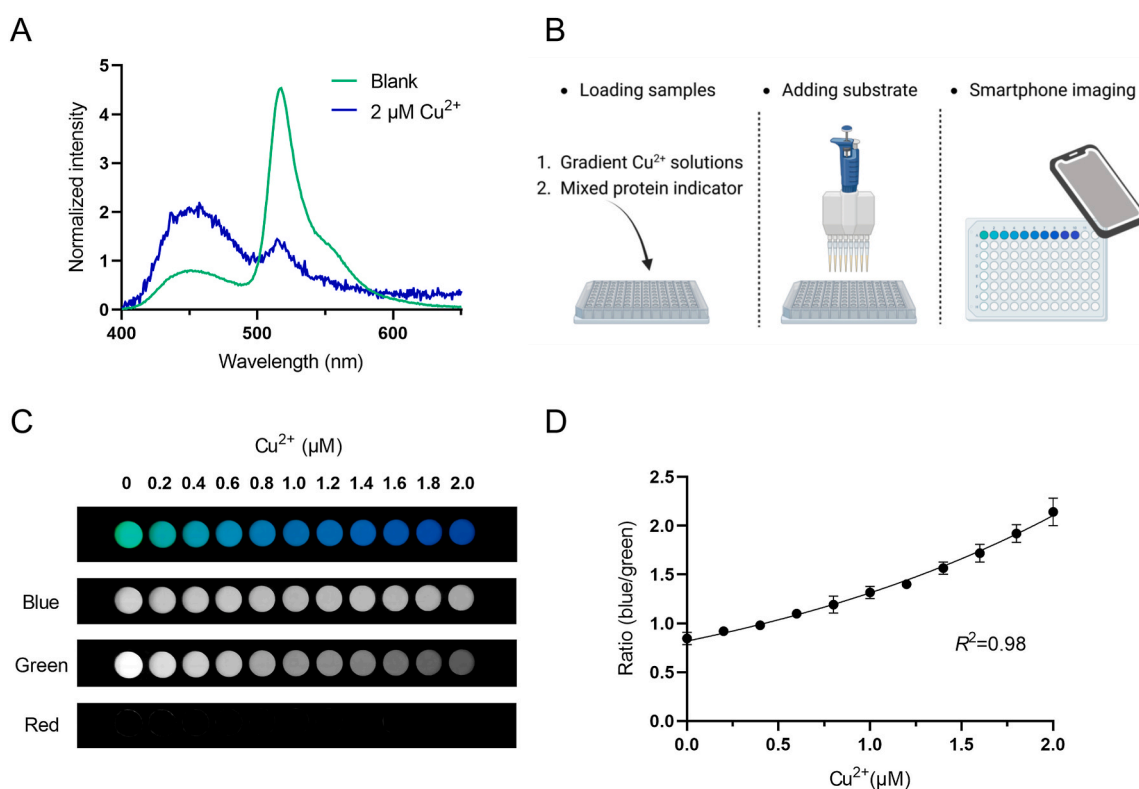 A
Normalized intensity
5
4
3
2
1
0
400
500
600
Wavelength (nm)
Blank
2 µM Cu²⁺
B
• Loading samples
1. Gradient Cu²⁺ solutions
2. Mixed protein indicator
• Adding substrate
• Smartphone imaging
C
Cu²⁺ (µM)
0 0.2 0.4 0.6 0.8 1.0 1.2 1.4 1.6 1.8 2.0
Blue
Green
Red
D
Ratio (blue/green)
2.5
2.0
1.5
1.0
0.5
0.0
0.0 0.5 1.0 1.5 2.0
Cu²⁺(µM)
R²=0.98